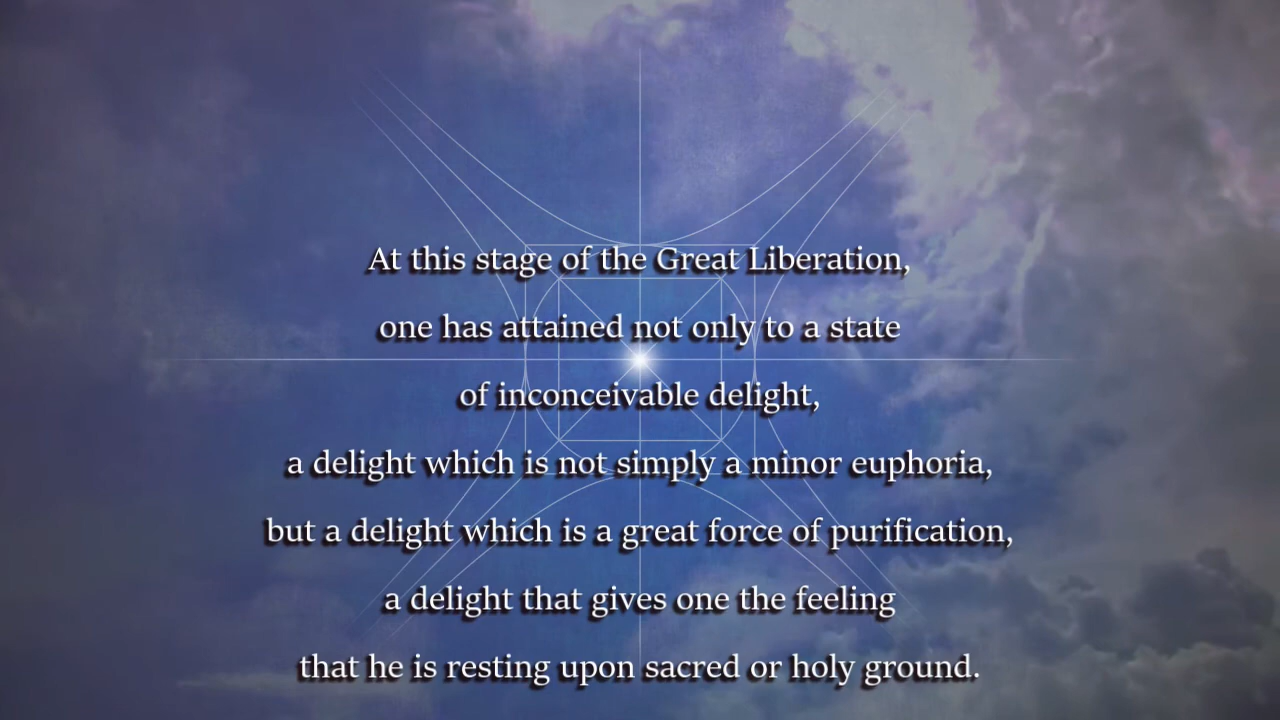 At this stage of the Great Liberation,
one has attained not only to a state
of inconceivable delight,
a delight which is not simply a minor euphoria,
but a delight which is a great force of purification,
a delight that gives one the feeling
that he is resting upon sacred or holy ground.